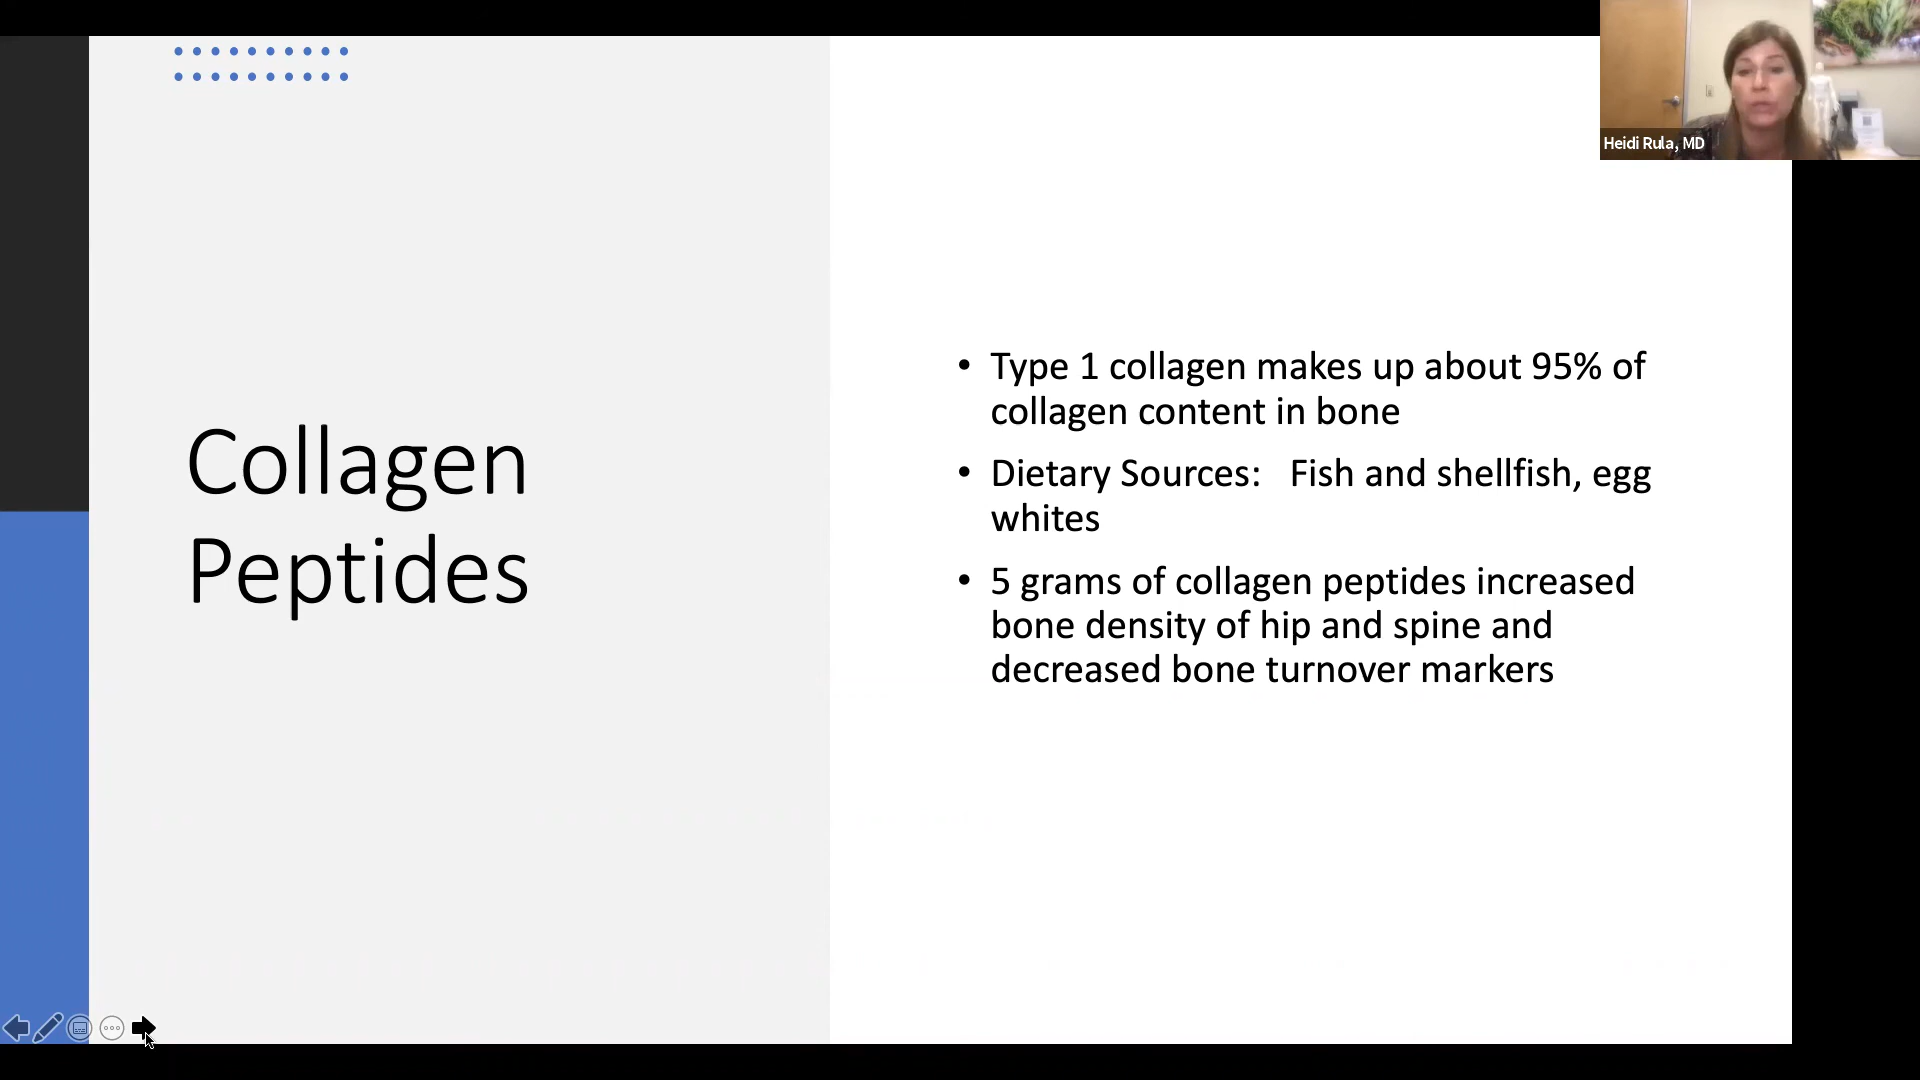 Heidi Rula, MD
Collagen
Peptides
• Type 1 collagen makes up about 95% of
collagen content in bone
• Dietary Sources:   Fish and shellfish, egg
whites
• 5 grams of collagen peptides increased
bone density of hip and spine and
decreased bone turnover markers